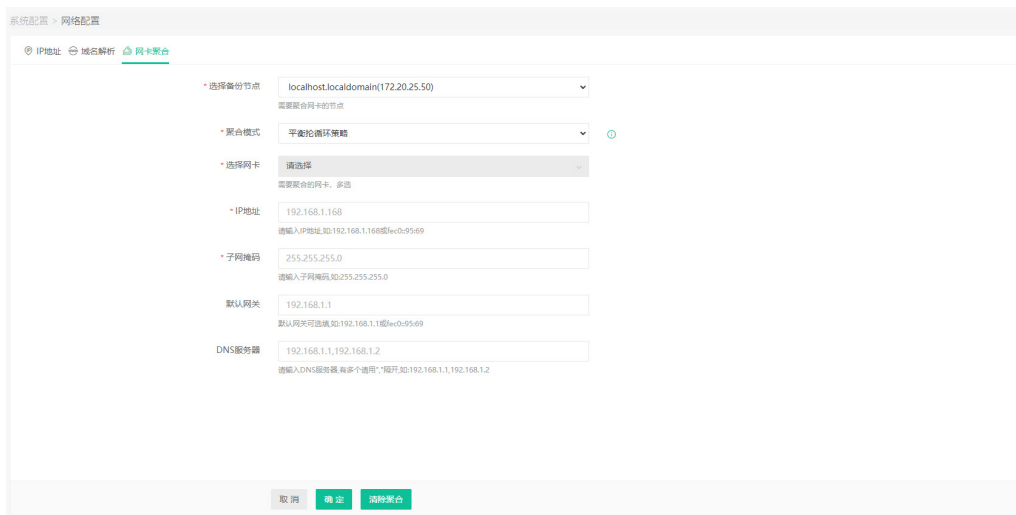 系统配置 > 网络配置
IP地址 域名解析 网卡聚合
* 选择备份节点 localhost.localdomain(172.20.25.50)
需要聚合网卡的节点
* 聚合模式 平衡抡循环策略
* 选择网卡 请选择
需要聚合的网卡，多选
* IP地址 192.168.1.168
请输入IP地址,如:192.168.1.168或fec0::95:69
* 子网掩码 255.255.255.0
请输入子网掩码,如:255.255.255.0
默认网关 192.168.1.1
默认网关可选填,如:192.168.1.1或fec0::95:69
DNS服务器 192.168.1.1,192.168.1.2
请输入DNS服务器,有多个请用","隔开,如:192.168.1.1,192.168.1.2
取 消 确 定 清除聚合